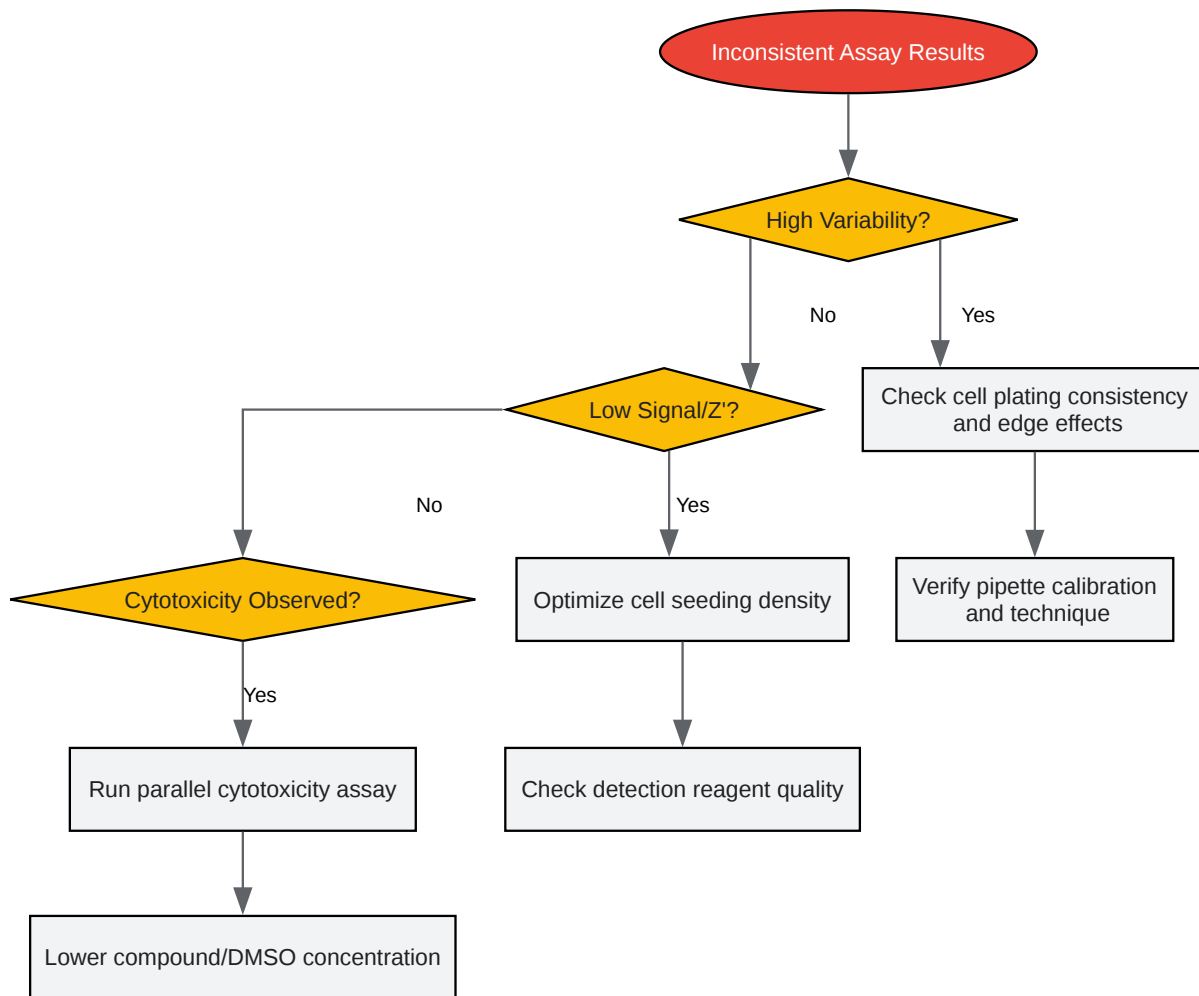 Inconsistent Assay Results
High Variability?
No
Yes
Low Signal/Z'?
Check cell plating consistency
and edge effects
No
Yes
Cytotoxicity Observed?
Optimize cell seeding density
Verify pipette calibration
and technique
Yes
Run parallel cytotoxicity assay
Check detection reagent quality
Lower compound/DMSO concentration